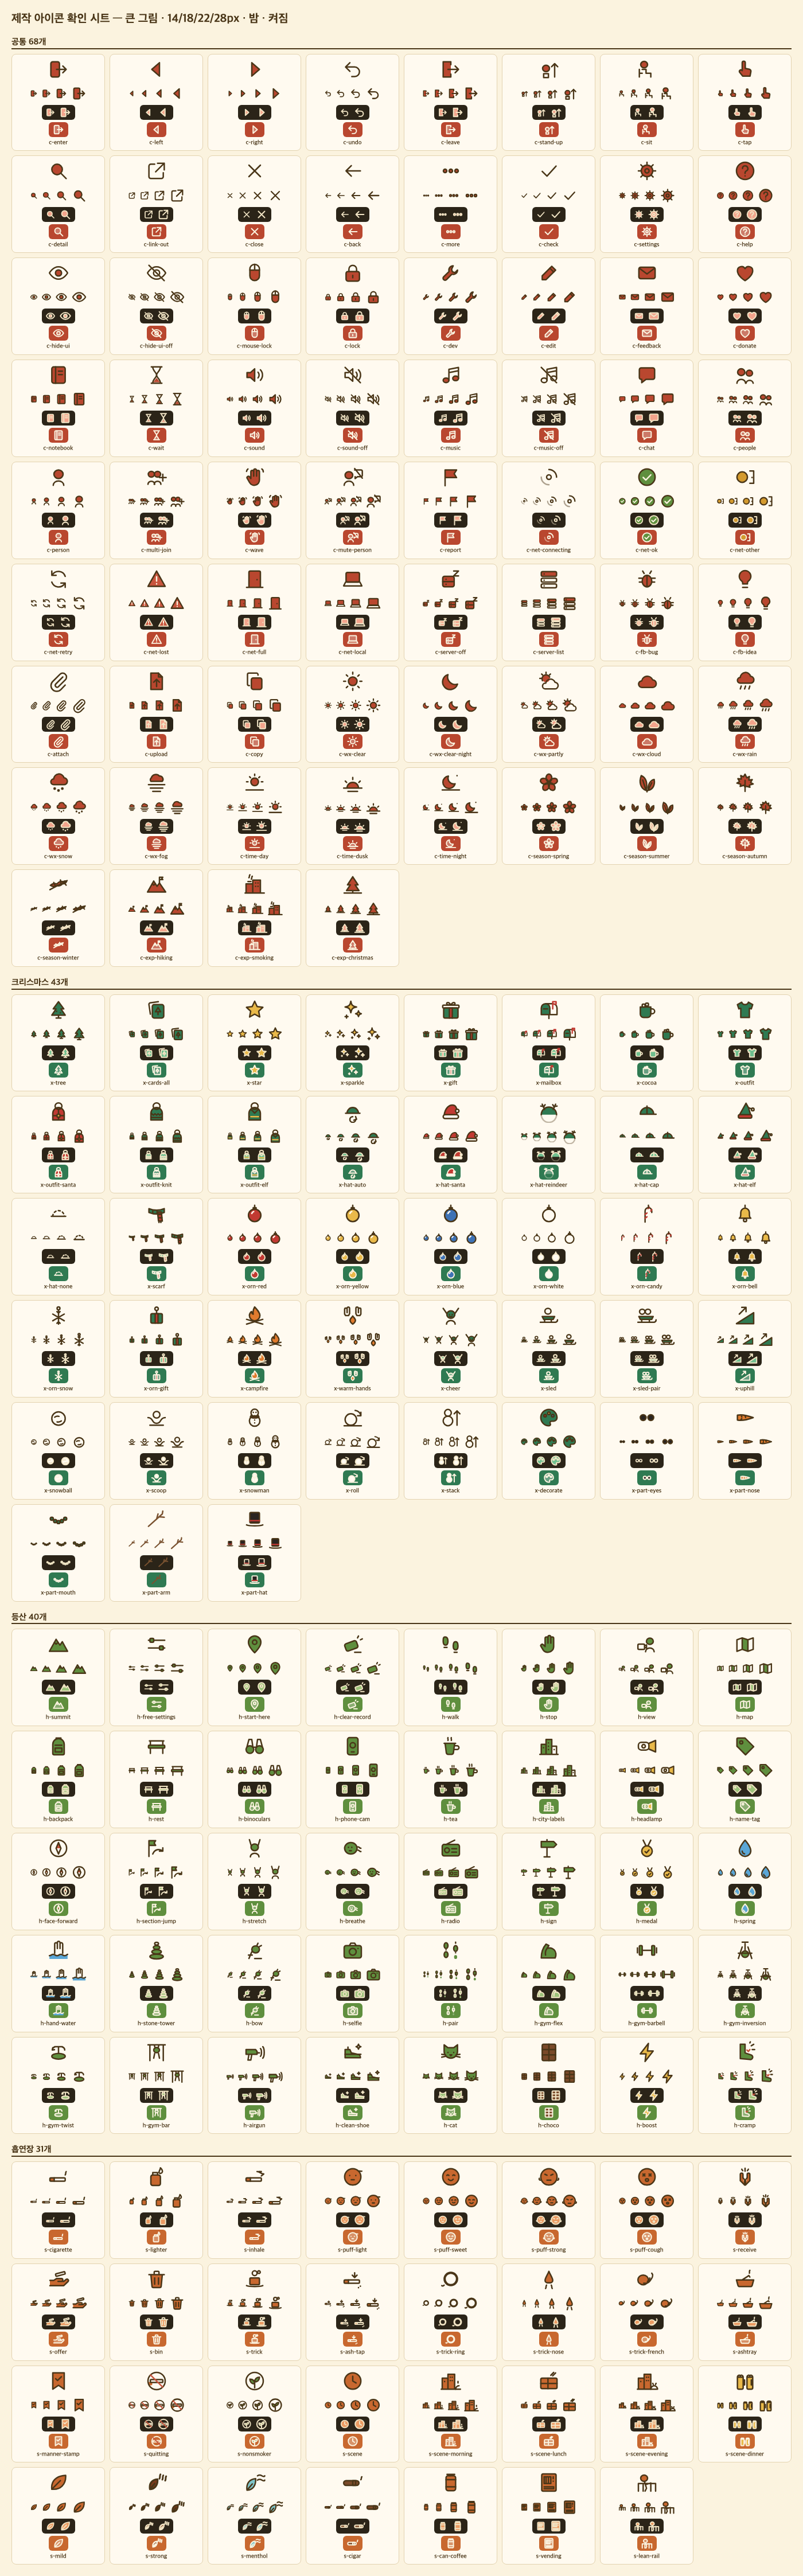 제작 아이콘 확인 시트 — 큰 그림 · 14/18/22/28px · 밤 · 켜짐
공통 68개
c-enter c-left c-right c-undo c-leave c-stand-up c-sit c-tap
c-detail c-link-out c-close c-back c-more c-check c-settings c-help
c-hide-ui c-hide-ui-off c-mouse-lock c-lock c-dev c-edit c-feedback c-donate
c-notebook c-wait c-sound c-sound-off c-music c-music-off c-chat c-people
c-person c-multi-join c-wave c-mute-person c-report c-net-connecting c-net-ok c-net-other
c-net-retry c-net-lost c-net-full c-net-local c-server-off c-server-list c-fb-bug c-fb-idea
c-attach c-upload c-copy c-wx-clear c-wx-clear-night c-wx-partly c-wx-cloud c-wx-rain
c-wx-snow c-wx-fog c-time-day c-time-dusk c-time-night c-season-spring c-season-summer c-season-autumn
c-season-winter c-exp-hiking c-exp-smoking c-exp-christmas
크리스마스 43개
x-tree x-cards-all x-star x-sparkle x-gift x-mailbox x-cocoa x-outfit
x-outfit-santa x-outfit-knit x-outfit-elf x-hat-auto x-hat-santa x-hat-reindeer x-hat-cap x-hat-elf
x-hat-none x-scarf x-orn-red x-orn-yellow x-orn-blue x-orn-white x-orn-candy x-orn-bell
x-orn-snow x-orn-gift x-campfire x-warm-hands x-cheer x-sled x-sled-pair x-uphill
x-snowball x-scoop x-snowman x-roll x-stack x-decorate x-part-eyes x-part-nose
x-part-mouth x-part-arm x-part-hat
등산 40개
h-summit h-free-settings h-start-here h-clear-record h-walk h-stop h-view h-map
h-backpack h-rest h-binoculars h-phone-cam h-tea h-city-labels h-headlamp h-name-tag
h-face-forward h-section-jump h-stretch h-breathe h-radio h-sign h-medal h-spring
h-hand-water h-stone-tower h-bow h-selfie h-pair h-gym-flex h-gym-barbell h-gym-inversion
h-gym-twist h-gym-bar h-airgun h-clean-shoe h-cat h-choco h-boost h-cramp
흡연장 31개
s-cigarette s-lighter s-inhale s-puff-light s-puff-sweet s-puff-strong s-puff-cough s-receive
s-offer s-bin s-trick s-ash-tap s-trick-ring s-trick-nose s-trick-french s-ashtray
s-manner-stamp s-quitting s-nonsmoker s-scene s-scene-morning s-scene-lunch s-scene-evening s-scene-dinner
s-mild s-strong s-menthol s-cigar s-can-coffee s-vending s-lean-rail